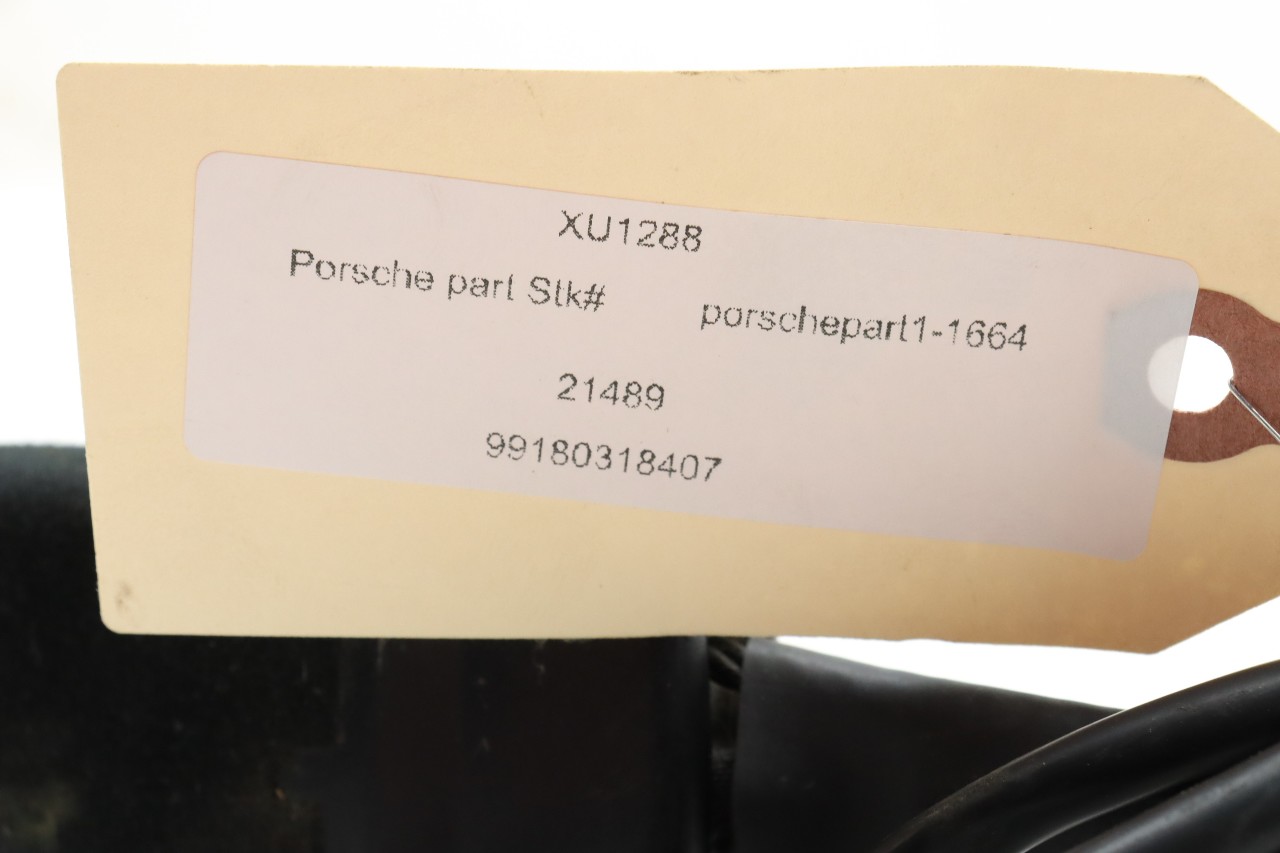 XU1288
Porsche part Stk# porschepart1-1664
21489
99180318407